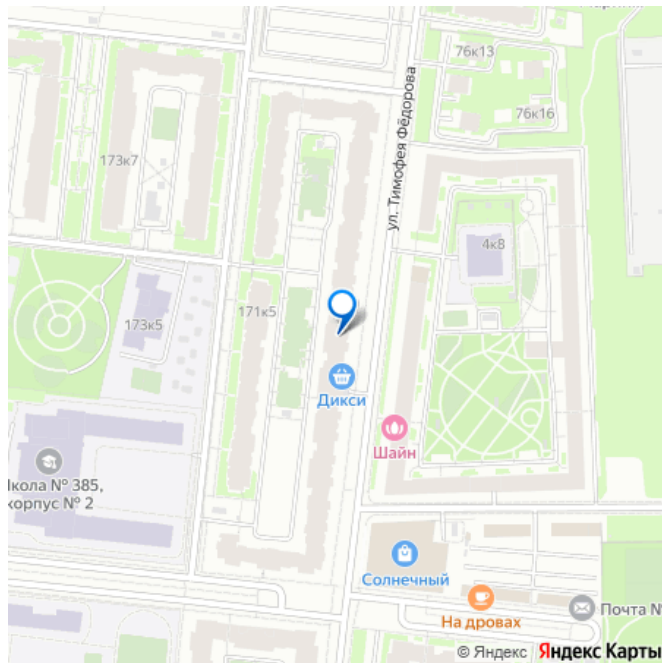 76к13
76к16
ул. Тимофея Фёдорова
173к7
4к8
171к5
173к5
Дикси
Шайн
кола № 385,
корпус № 2
Солнечный
На дровах
Почта №
© Яндекс Яндекс Карты